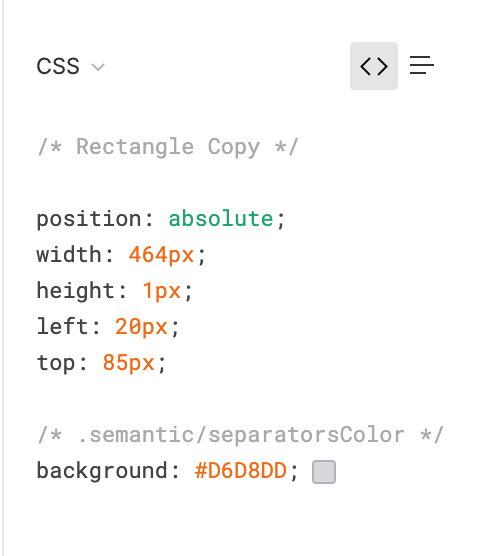 CSS
<>
/* Rectangle Copy */
position: absolute;
width: 464px;
height: 1px;
left: 20px;
top: 85px;
/* .semantic/separatorsColor */
background: #D6D8DD;